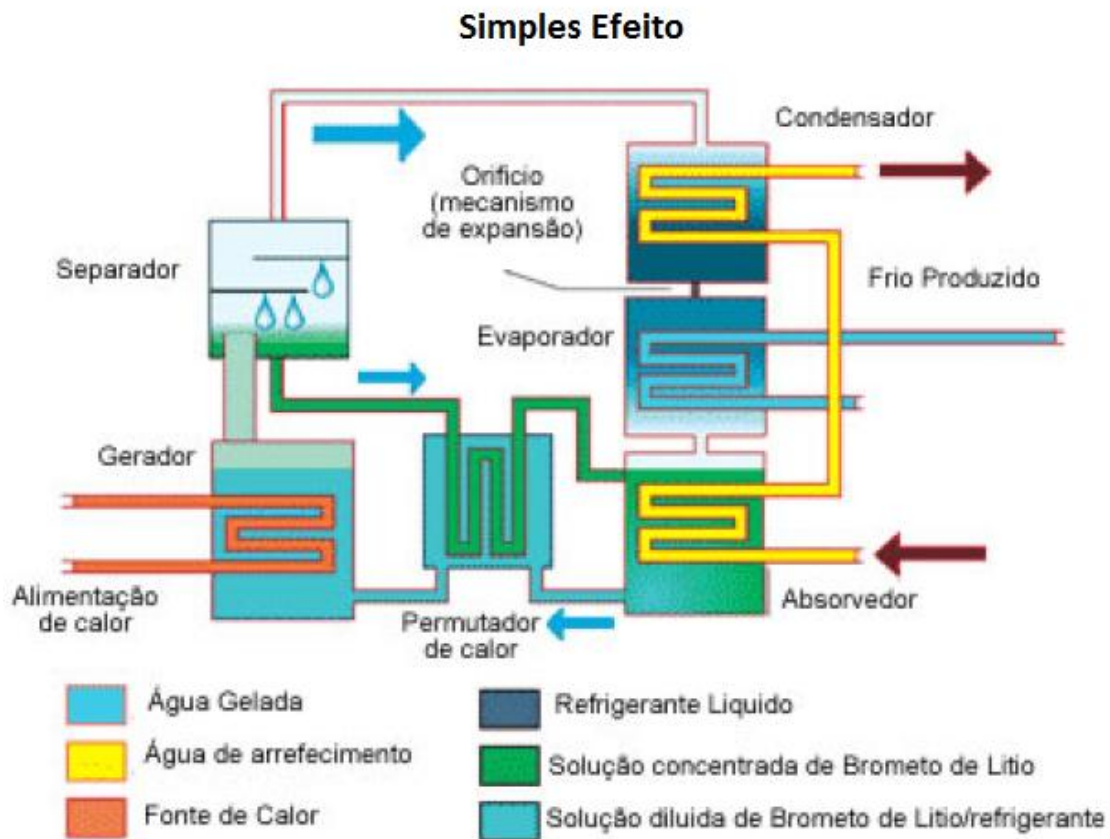 Simples Efeito
Condensador
Orificio
(mecanismo
de expansão)
Separador
Frio Produzido
Evaporador
Gerador
Alimentação
de calor
Permutador
de calor
Absorvedor
Água Gelada
Água de arrefecimento
Fonte de Calor
Refrigerante Liquido
Solução concentrada de Brometo de Litio
Solução diluida de Brometo de Litio/refrigerante